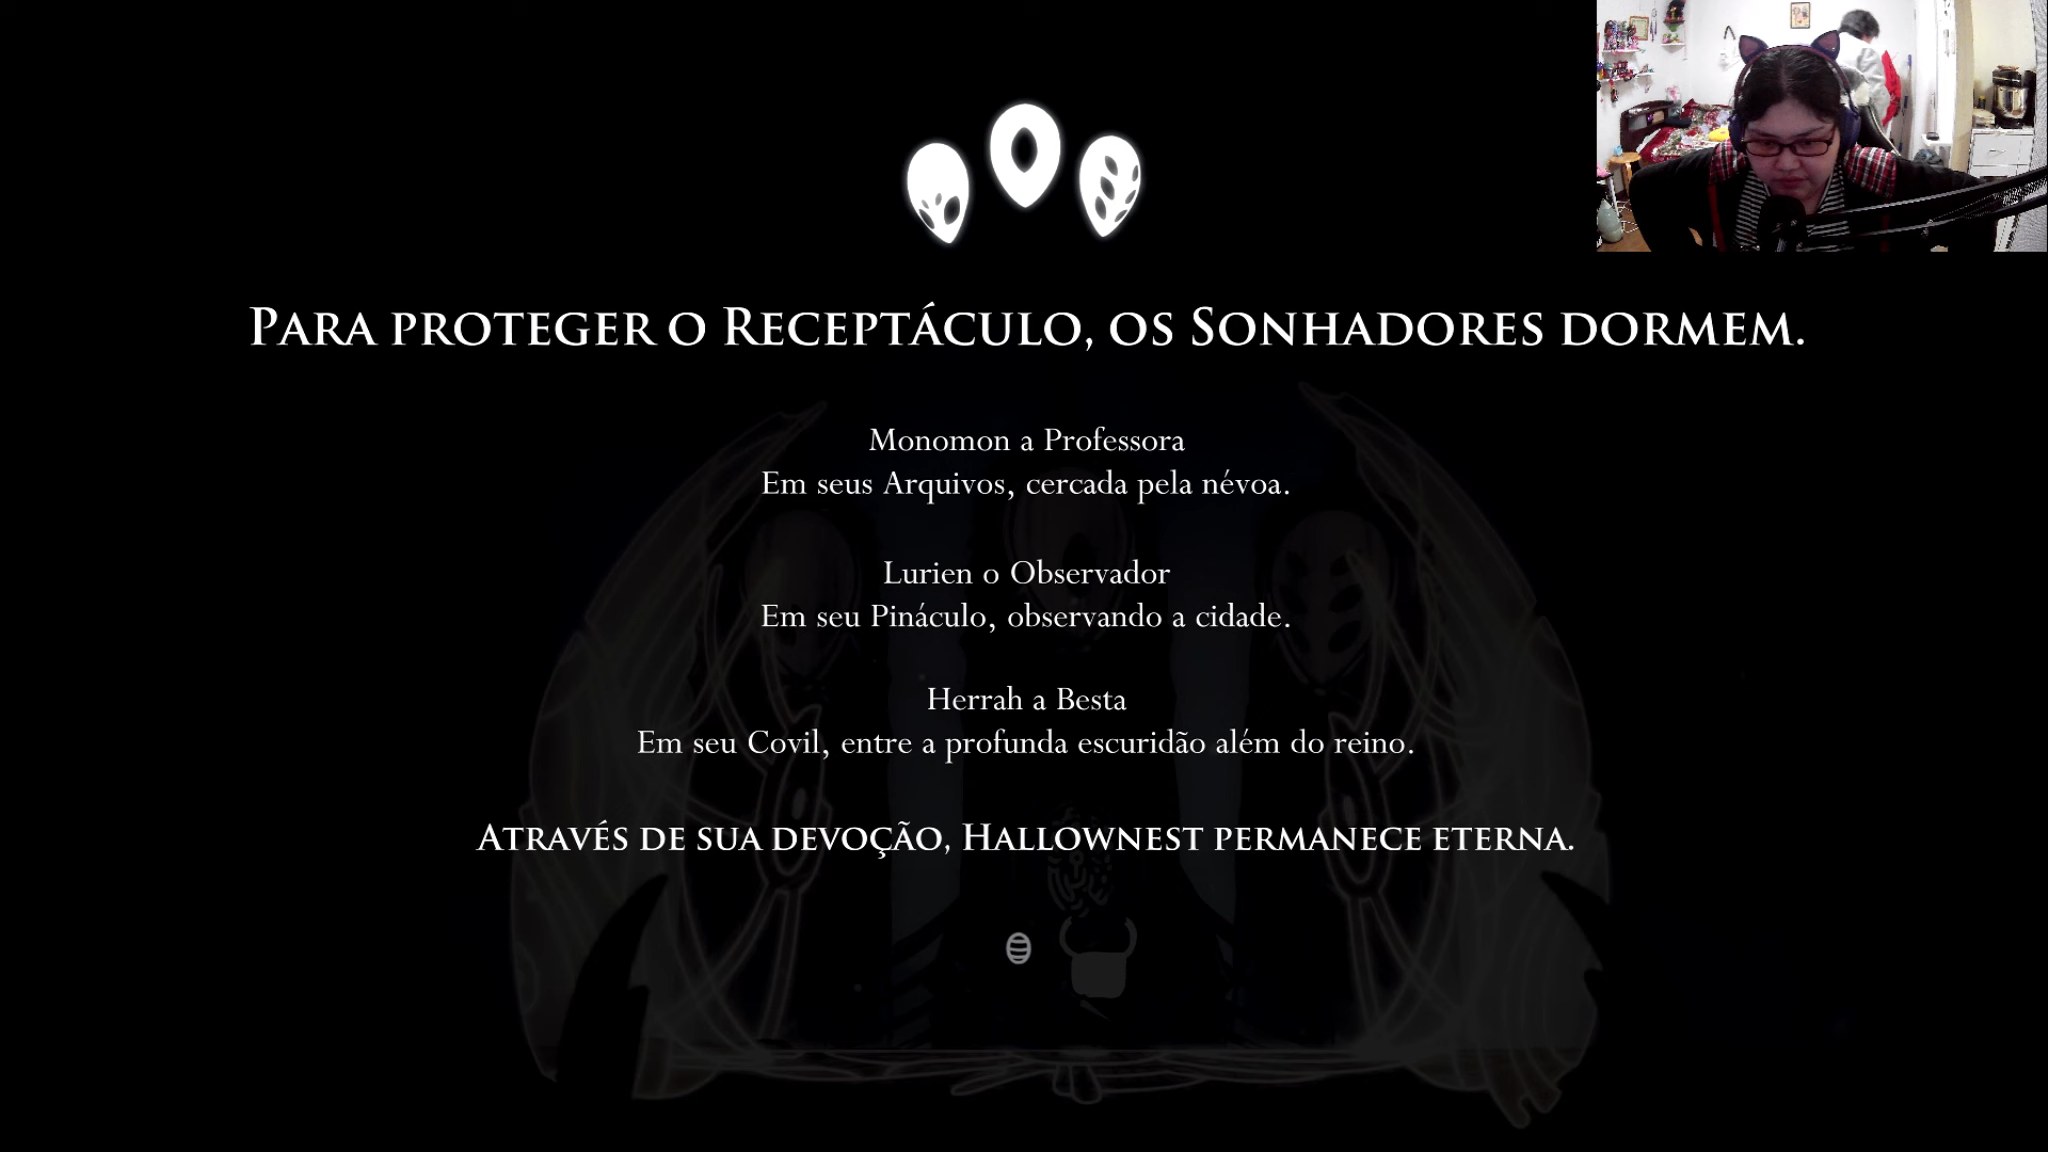 Para proteger o Receptáculo, os Sonhadores dormem.
Monomon a Professora
Em seus Arquivos, cercada pela névoa.
Lurien o Observador
Em seu Pináculo, observando a cidade.
Herrah a Besta
Em seu Covil, entre a profunda escuridão além do reino.
Através de sua devoção, Hallownest permanece eterna.